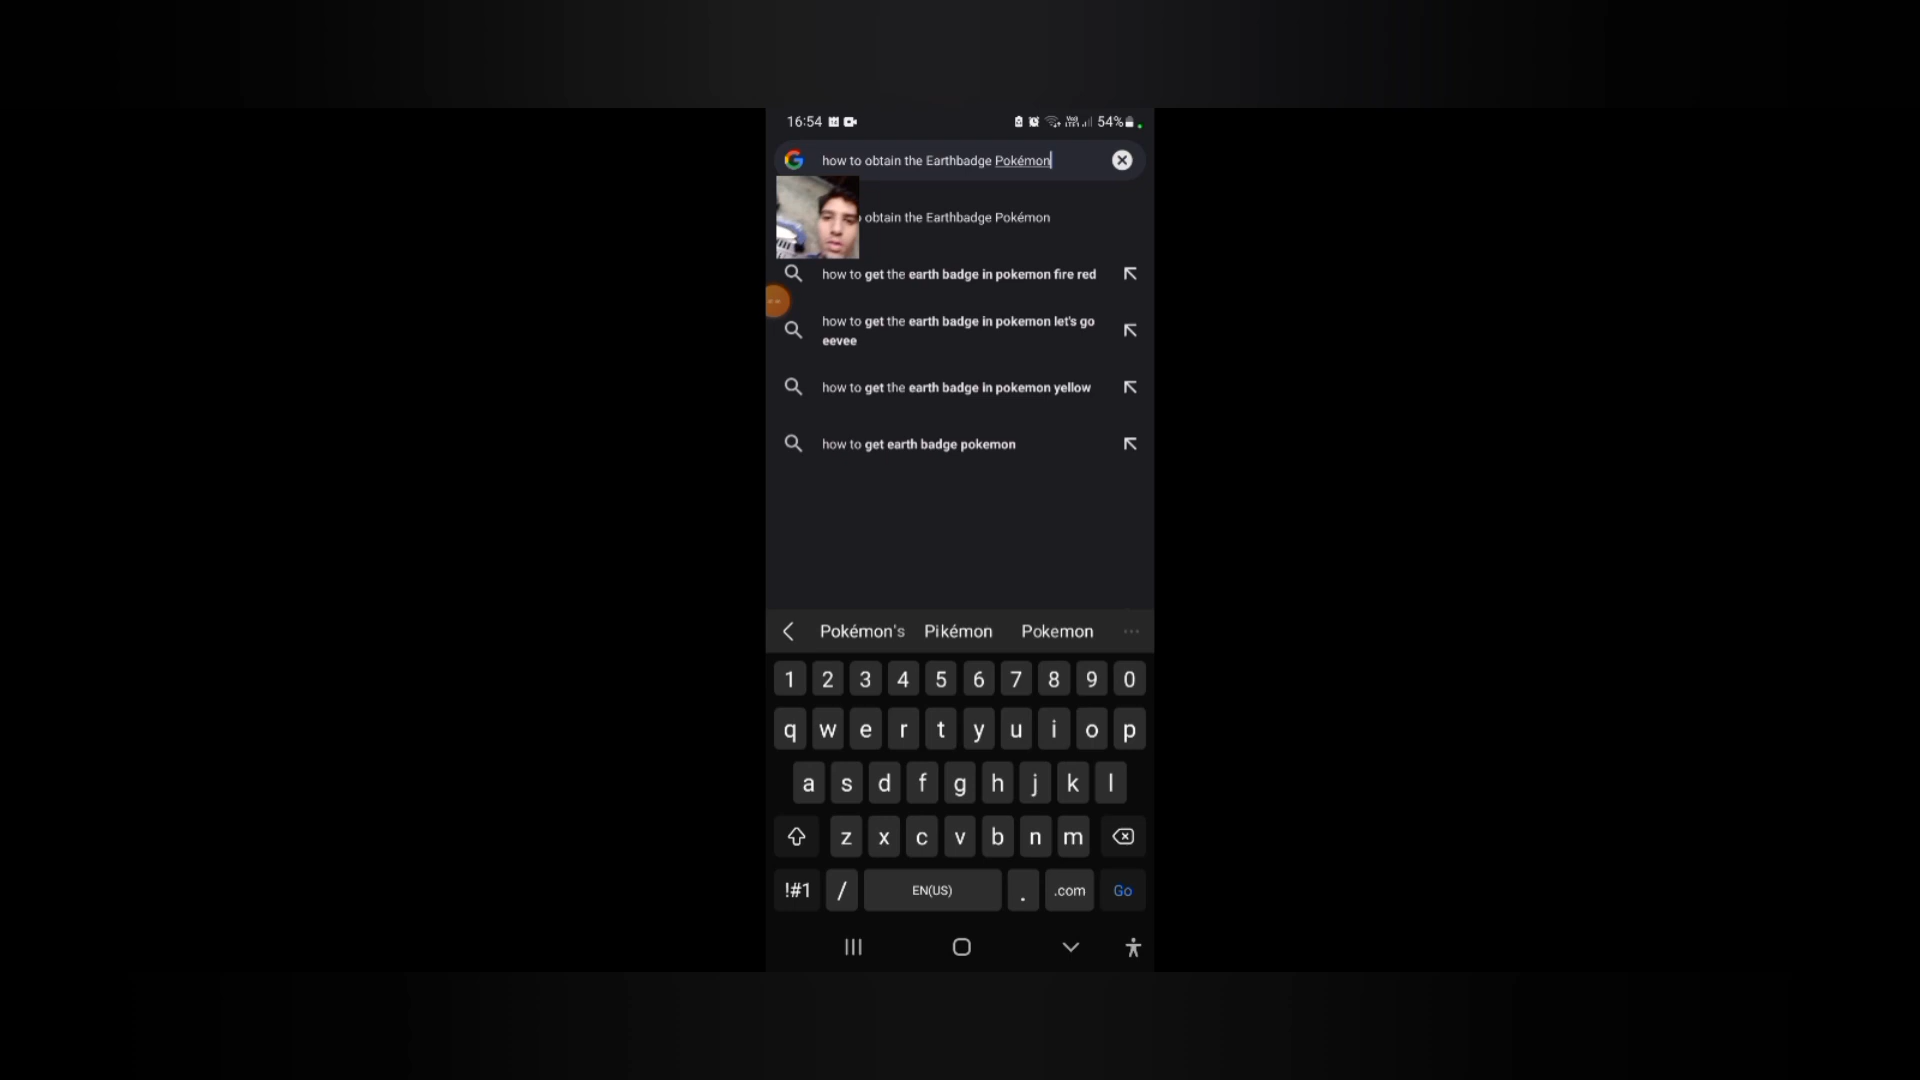 16:54
54%
how to obtain the Earthbadge Pokémon
obtain the Earthbadge Pokémon
how to get the earth badge in pokemon fire red
how to get the earth badge in pokemon let's go
eevee
how to get the earth badge in pokemon yellow
how to get earth badge pokemon
Pokémon's Pikémon Pokemon
1 2 3 4 5 6 7 8 9 0
q w e r t y u i o p
a s d f g h j k l
z x c v b n m
!#1 / EN(US) . .com Go